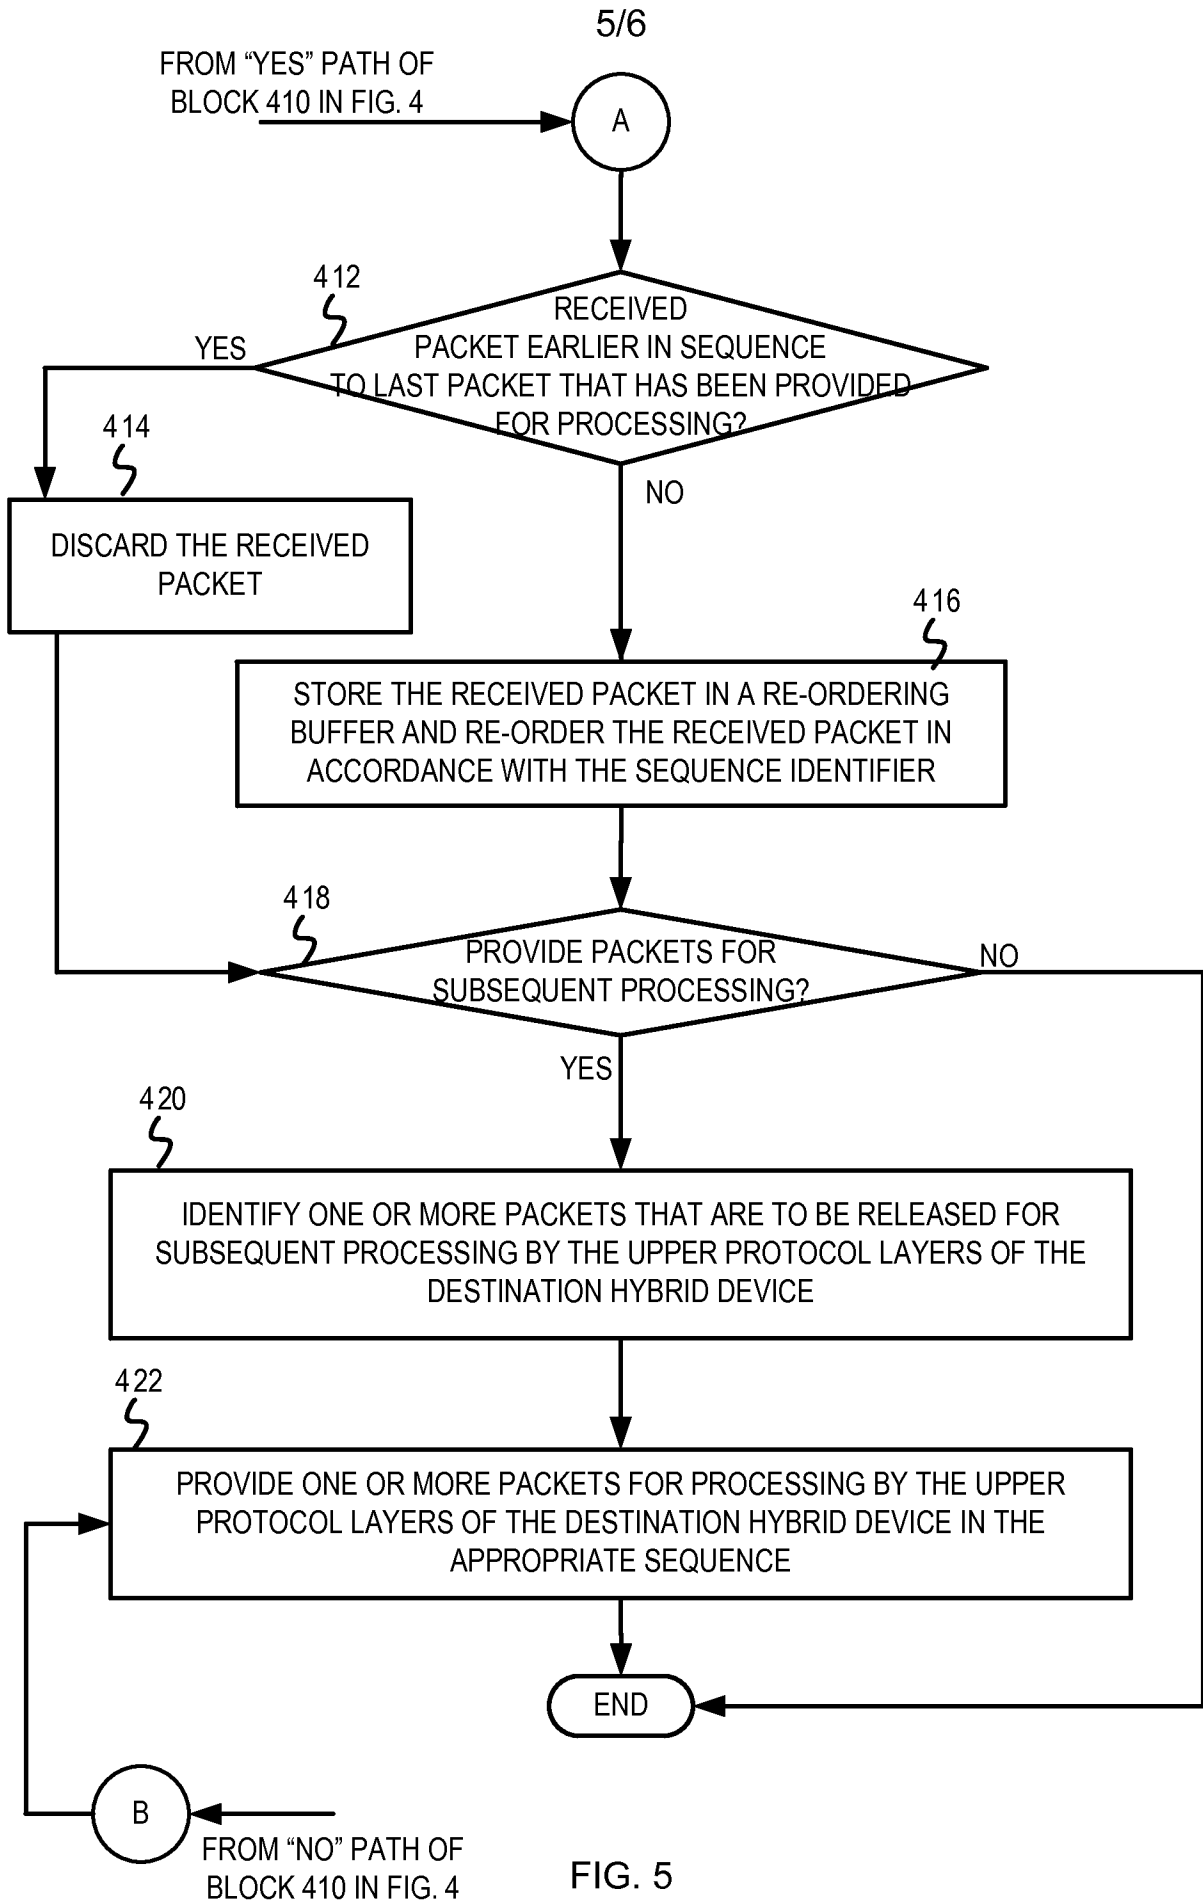 5/6
FROM “YES” PATH OF
BLOCK 410 IN FIG. 4
A
412
RECEIVED
PACKET EARLIER IN SEQUENCE
TO LAST PACKET THAT HAS BEEN PROVIDED
FOR PROCESSING?
YES
NO
414
DISCARD THE RECEIVED
PACKET
416
STORE THE RECEIVED PACKET IN A RE-ORDERING
BUFFER AND RE-ORDER THE RECEIVED PACKET IN
ACCORDANCE WITH THE SEQUENCE IDENTIFIER
418
PROVIDE PACKETS FOR
SUBSEQUENT PROCESSING?
NO
YES
420
IDENTIFY ONE OR MORE PACKETS THAT ARE TO BE RELEASED FOR
SUBSEQUENT PROCESSING BY THE UPPER PROTOCOL LAYERS OF THE
DESTINATION HYBRID DEVICE
422
PROVIDE ONE OR MORE PACKETS FOR PROCESSING BY THE UPPER
PROTOCOL LAYERS OF THE DESTINATION HYBRID DEVICE IN THE
APPROPRIATE SEQUENCE
END
B
FROM “NO” PATH OF
BLOCK 410 IN FIG. 4
FIG. 5